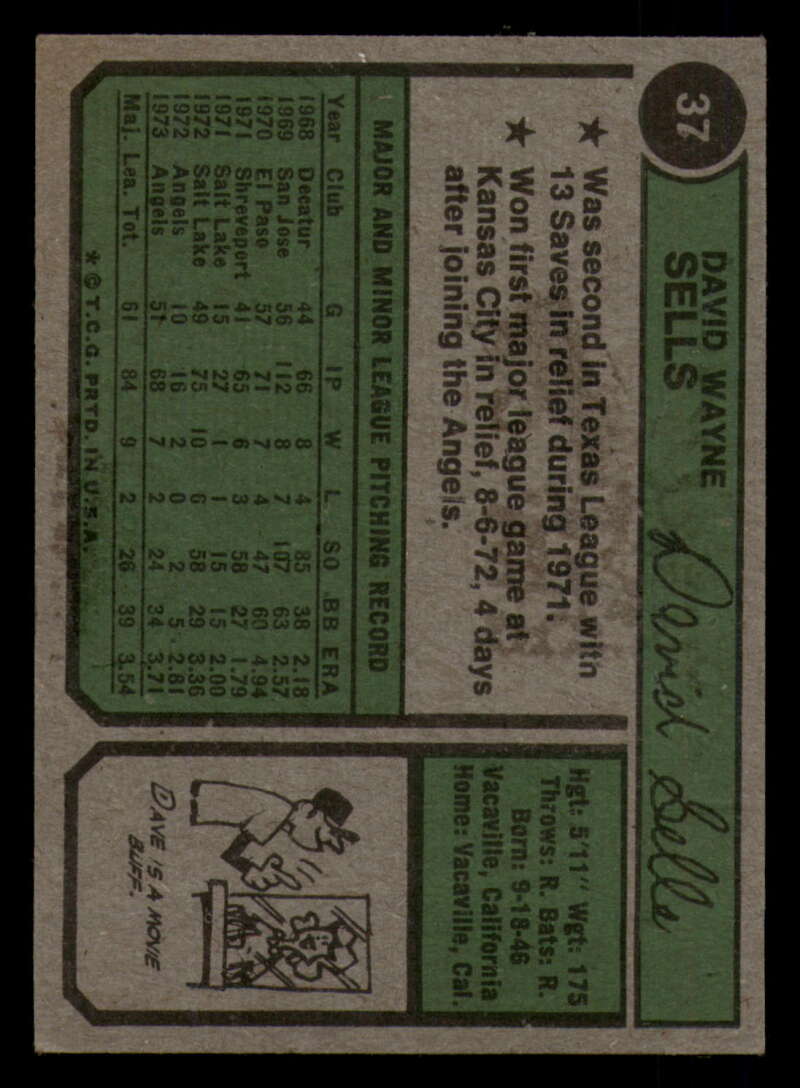 37
DAVID WAYNE
SELLS
David Sells
★ Was second in Texas League with
13 Saves in relief during 1971.
★ Won first major league game at
Kansas City in relief, 8-6-72, 4 days
after joining the Angels.
Hgt: 5'11" Wgt: 175
Throws: R. Bats: R.
Born: 9-18-46
Vacaville, California
Home: Vacaville, Cal.
MAJOR AND MINOR LEAGUE PITCHING RECORD
Year Club G IP W L SO BB ERA
1968 Decatur 44 66 8 4 85 38 2.18
1969 San Jose 56 112 8 7 107 63 2.57
1970 El Paso 57 71 7 4 47 60 4.94
1971 Shreveport 41 65 6 3 58 27 1.79
1971 Salt Lake 15 27 1 1 15 15 2.00
1972 Salt Lake 49 75 10 6 58 29 3.36
1972 Angels 10 16 2 0 2 5 2.81
1973 Angels 51 68 7 2 24 34 3.71
Maj. Lea. Tot. 61 84 9 2 26 39 3.54
* © T.C.G. PRTD. IN U.S.A.
DAVE IS A MOVIE
BUFF.